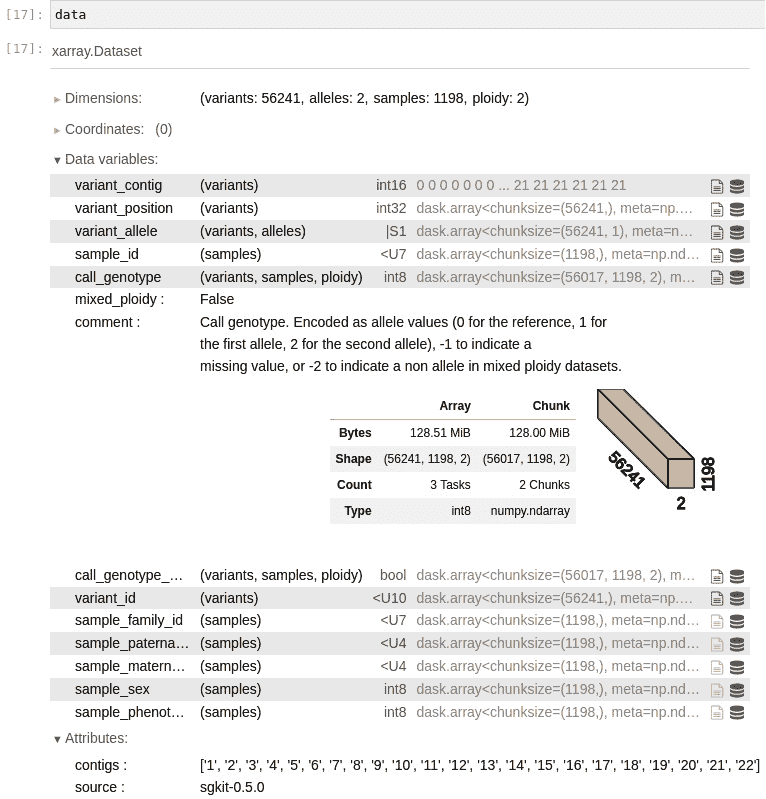 [17]: data
[17]: xarray.Dataset
► Dimensions: (variants: 56241, alleles: 2, samples: 1198, ploidy: 2)
► Coordinates: (0)
▼ Data variables:
variant_contig (variants) int16 0 0 0 0 0 0 0 ... 21 21 21 21 21 21
variant_position (variants) int32 dask.array<chunksize=(56241,), meta=np.…
variant_allele (variants, alleles) |S1 dask.array<chunksize=(56241, 1), meta=n…
sample_id (samples) <U7 dask.array<chunksize=(1198,), meta=np.nd…
call_genotype (variants, samples, ploidy) int8 dask.array<chunksize=(56017, 1198, 2), m…
mixed_ploidy : False
comment : Call genotype. Encoded as allele values (0 for the reference, 1 for
the first allele, 2 for the second allele), -1 to indicate a
missing value, or -2 to indicate a non allele in mixed ploidy datasets.
Array Chunk
Bytes 128.51 MiB 128.00 MiB
Shape (56241, 1198, 2) (56017, 1198, 2)
Count 3 Tasks 2 Chunks
Type int8 numpy.ndarray
56241
1198
2
call_genotype_… (variants, samples, ploidy) bool dask.array<chunksize=(56017, 1198, 2), m…
variant_id (variants) <U10 dask.array<chunksize=(56241,), meta=np.…
sample_family_id (samples) <U7 dask.array<chunksize=(1198,), meta=np.nd…
sample_paterna… (samples) <U4 dask.array<chunksize=(1198,), meta=np.nd…
sample_matern… (samples) <U4 dask.array<chunksize=(1198,), meta=np.nd…
sample_sex (samples) int8 dask.array<chunksize=(1198,), meta=np.nd…
sample_phenot… (samples) int8 dask.array<chunksize=(1198,), meta=np.nd…
▼ Attributes:
contigs : ['1', '2', '3', '4', '5', '6', '7', '8', '9', '10', '11', '12', '13', '14', '15', '16', '17', '18', '19', '20', '21', '22']
source : sgkit-0.5.0